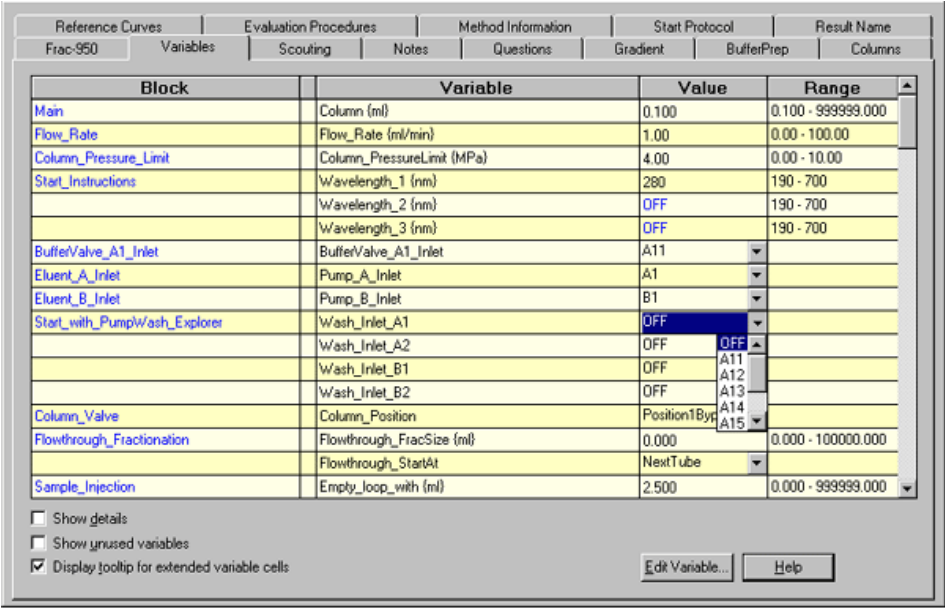 Reference Curves Evaluation Procedures Method Information Start Protocol Result Name
Frac-950 Variables Scouting Notes Questions Gradient BufferPrep Columns
Block Variable Value Range
Main Column {ml} 0.100 0.100 - 999999.000
Flow_Rate Flow_Rate {ml/min} 1.00 0.00 - 100.00
Column_Pressure_Limit Column_PressureLimit {MPa} 4.00 0.00 - 10.00
Start_Instructions Wavelength_1 {nm} 280 190 - 700
Wavelength_2 {nm} OFF 190 - 700
Wavelength_3 {nm} OFF 190 - 700
BufferValve_A1_Inlet BufferValve_A1_Inlet A11
Eluent_A_Inlet Pump_A_Inlet A1
Eluent_B_Inlet Pump_B_Inlet B1
Start_with_PumpWash_Explorer Wash_Inlet_A1 OFF
Wash_Inlet_A2 OFF OFF
A11
Wash_Inlet_B1 OFF A12
A13
Wash_Inlet_B2 OFF
A14
Column_Valve Column_Position Position1Byp A15
Flowthrough_Fractionation Flowthrough_FracSize {ml} 0.000 0.000 - 100000.000
Flowthrough_StartAt NextTube
Sample_Injection Empty_loop_with {ml} 2.500 0.000 - 999999.000
Show details
Show unused variables
Display tooltip for extended variable cells
Edit Variable... Help